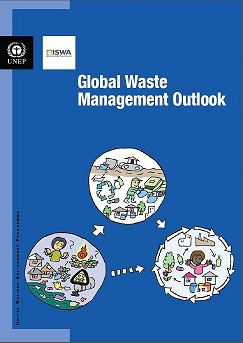 UNEP
ISWA
Global Waste
Management Outlook
United Nations Environment Programme